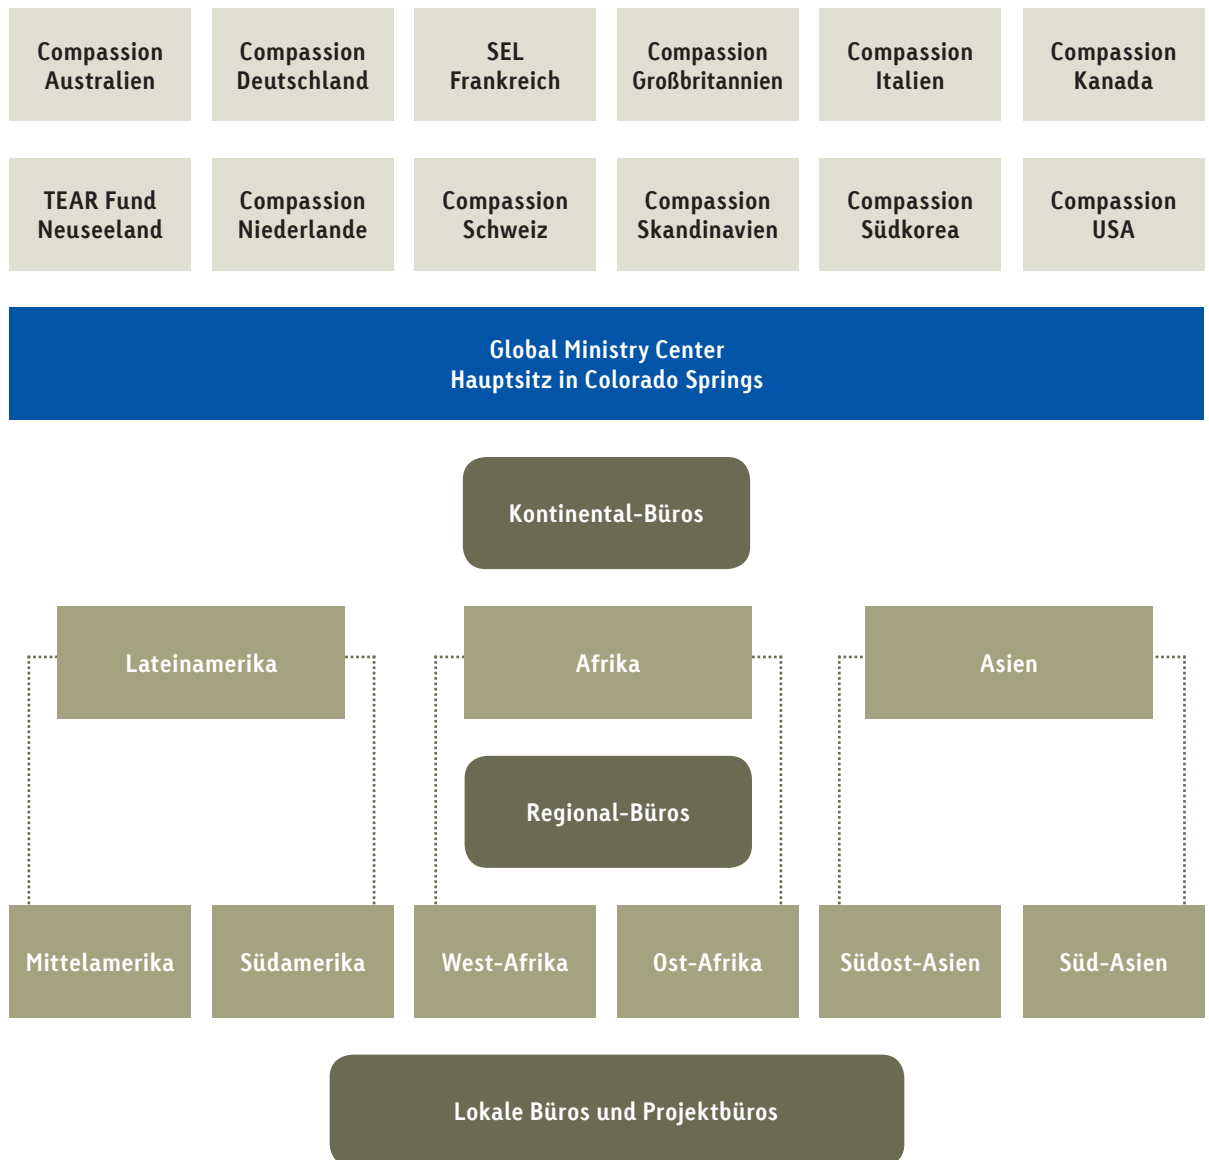 Compassion
Australien
Compassion
Deutschland
SEL
Frankreich
Compassion
Großbritannien
Compassion
Italien
Compassion
Kanada
TEAR Fund
Neuseeland
Compassion
Niederlande
Compassion
Schweiz
Compassion
Skandinavien
Compassion
Südkorea
Compassion
USA
Global Ministry Center
Hauptsitz in Colorado Springs
Kontinental-Büros
Lateinamerika
Afrika
Asien
Regional-Büros
Mittelamerika
Südamerika
West-Afrika
Ost-Afrika
Südost-Asien
Süd-Asien
Lokale Büros und Projektbüros